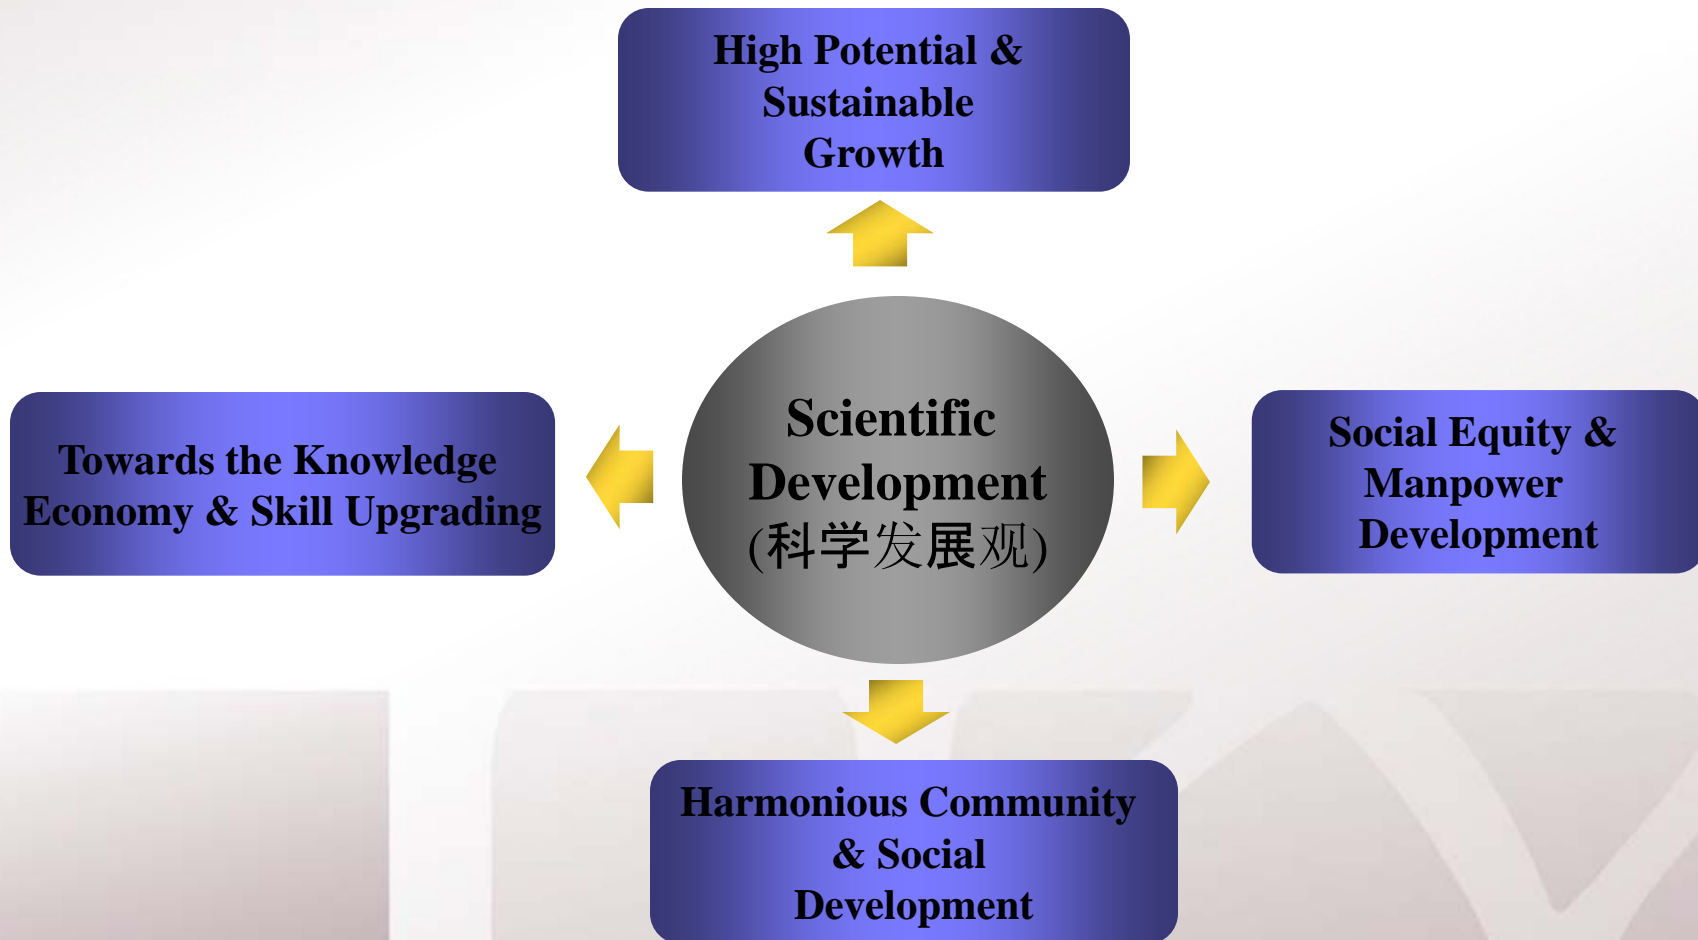 High Potential &
Sustainable
Growth
Towards the Knowledge
Economy & Skill Upgrading
Scientific
Development
(科学发展观)
Social Equity &
Manpower
Development
Harmonious Community
& Social
Development